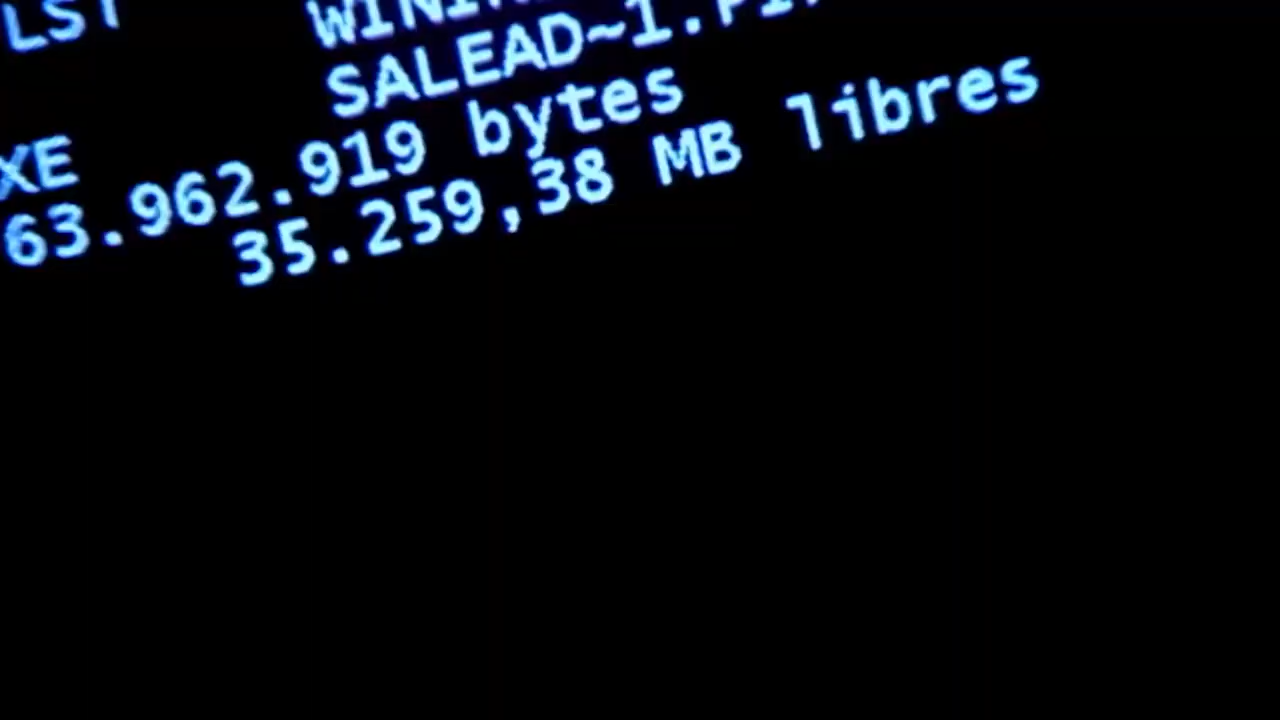 LST
SALEAD~1.
XE
63.962.919 bytes
35.259,38 MB libres